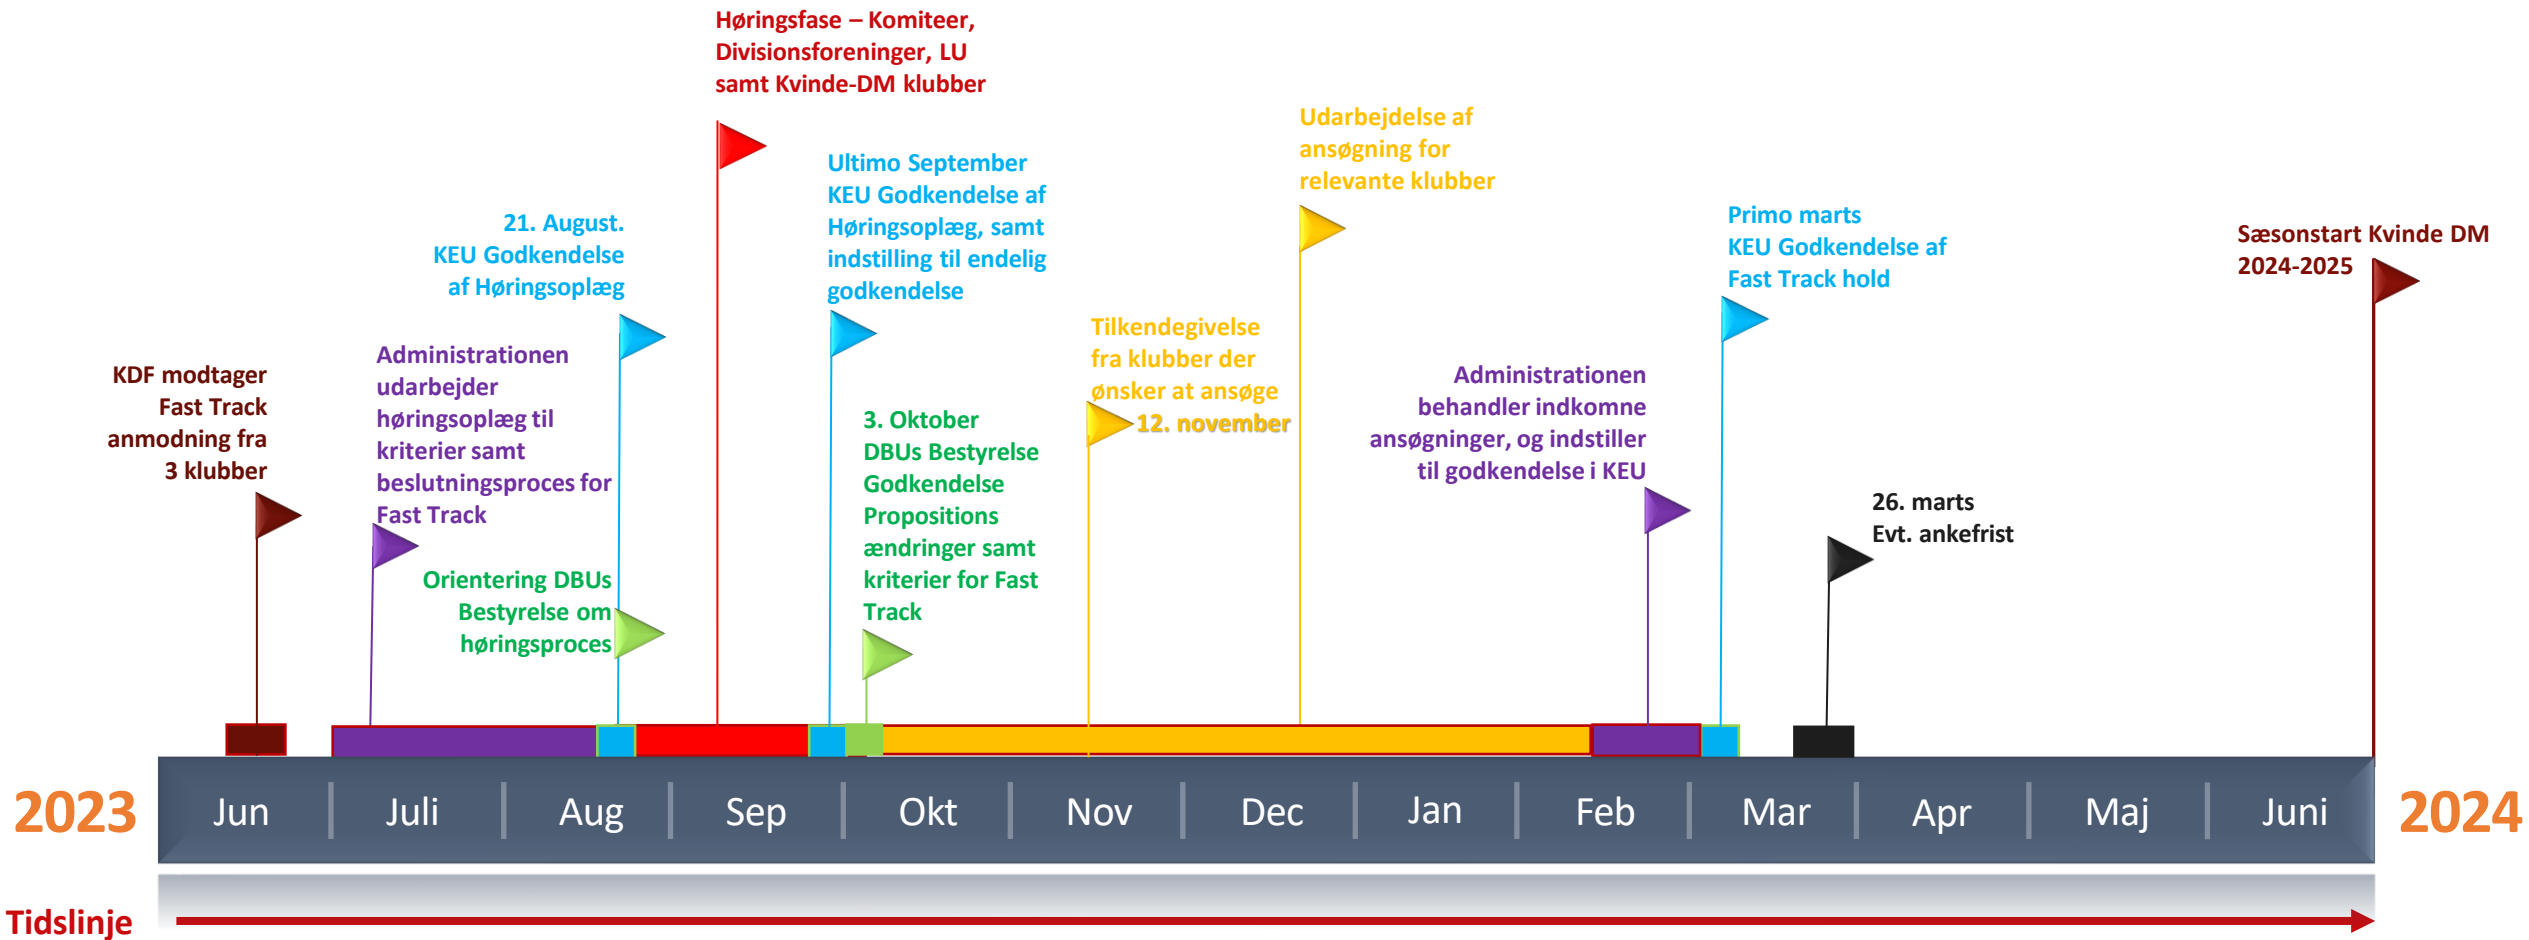 Høringsfase – Komiteer,
Divisionsforeninger, LU
samt Kvinde-DM klubber
Udarbejdelse af
ansøgning for
relevante klubber
Ultimo September
KEU Godkendelse af
Høringsoplæg, samt
indstilling til endelig
godkendelse
21. August.
KEU Godkendelse
af Høringsoplæg
Primo marts
KEU Godkendelse af
Fast Track hold
Sæsonstart Kvinde DM
2024-2025
Tilkendegivelse
fra klubber der
ønsker at ansøge
12. november
Administrationen
udarbejder
høringsoplæg til
kriterier samt
beslutningsproces for
Fast Track
KDF modtager
Fast Track
anmodning fra
3 klubber
Administrationen
behandler indkomne
ansøgninger, og indstiller
til godkendelse i KEU
3. Oktober
DBUs Bestyrelse
Godkendelse
Propositions
ændringer samt
kriterier for Fast
Track
26. marts
Evt. ankefrist
Orientering DBUs
Bestyrelse om
høringsproces
2023 Jun Juli Aug Sep Okt Nov Dec Jan Feb Mar Apr Maj Juni 2024
Tidslinje